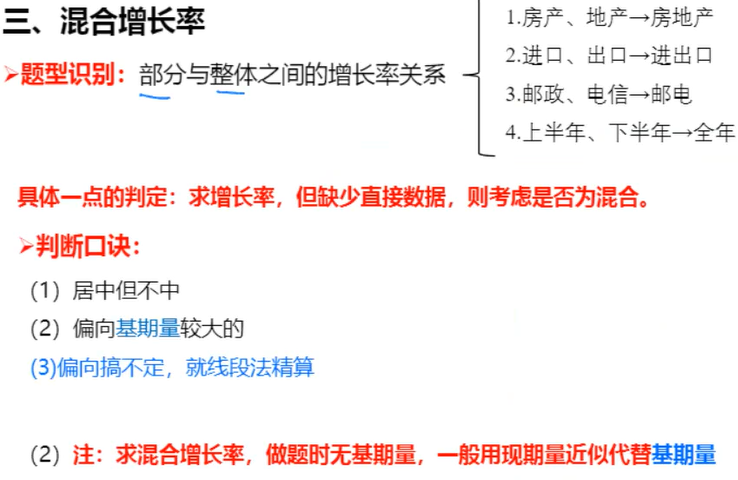 三、混合增长率
➢题型识别：部分与整体之间的增长率关系
1.房产、地产→房地产
2.进口、出口→进出口
3.邮政、电信→邮电
4.上半年、下半年→全年
具体一点的判定：求增长率，但缺少直接数据，则考虑是否为混合。
➢判断口诀：
（1）居中但不中
（2）偏向基期量较大的
(3)偏向搞不定，就线段法精算
（2）注：求混合增长率，做题时无基期量，一般用现期量近似代替基期量